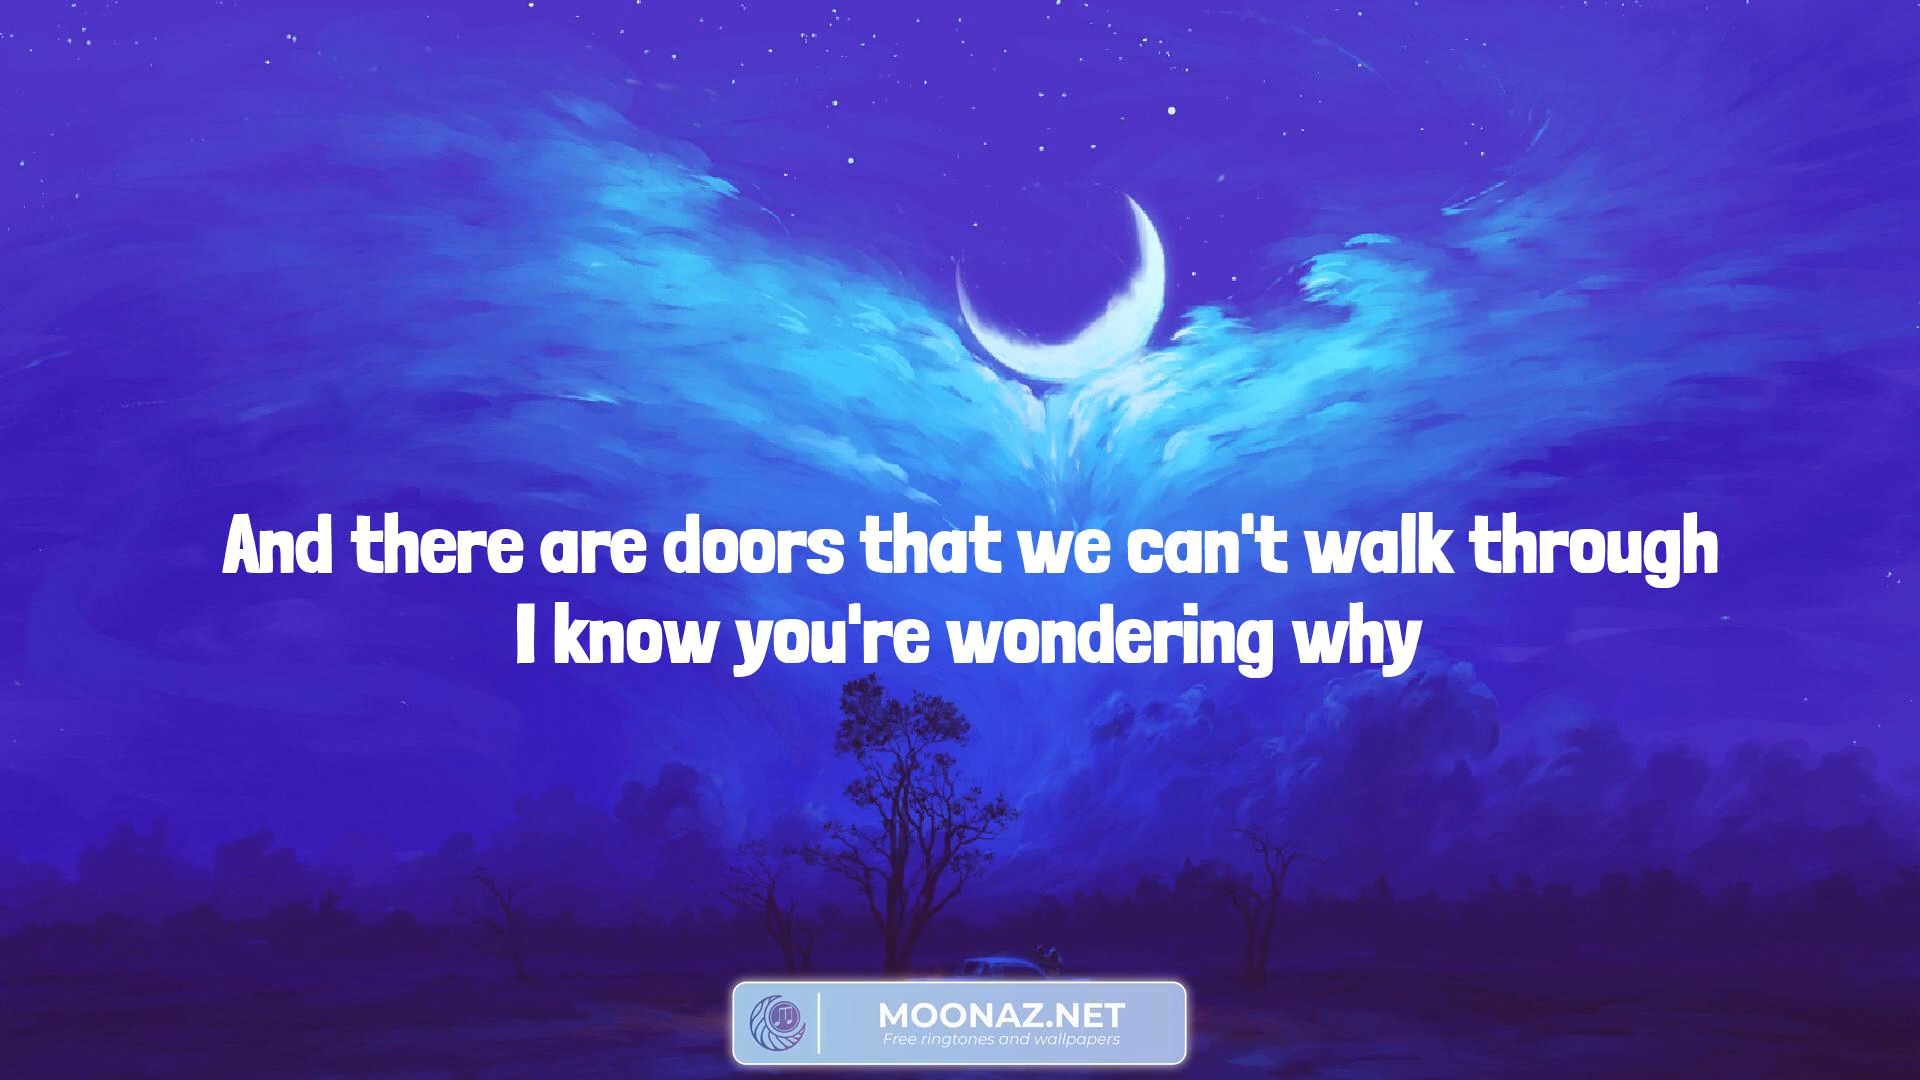 And there are doors that we can't walk through
I know you're wondering why
MOONAZ.NET
Free ringtones and wallpapers